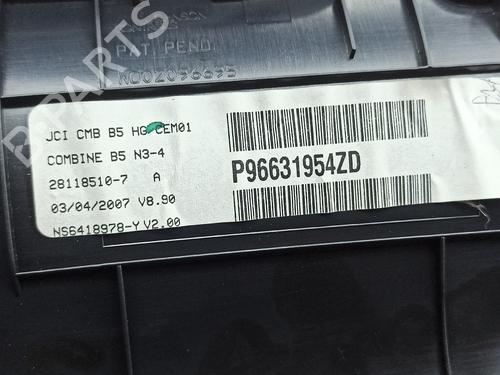 PAT. PEND.
W002056695
JCI CMB B5 HG CEM01
COMBINE B5 N3-4
28118510-7 A
03/04/2007 V8.90
NS6418978-Y V2.00
P96631954ZD
B-PARTS